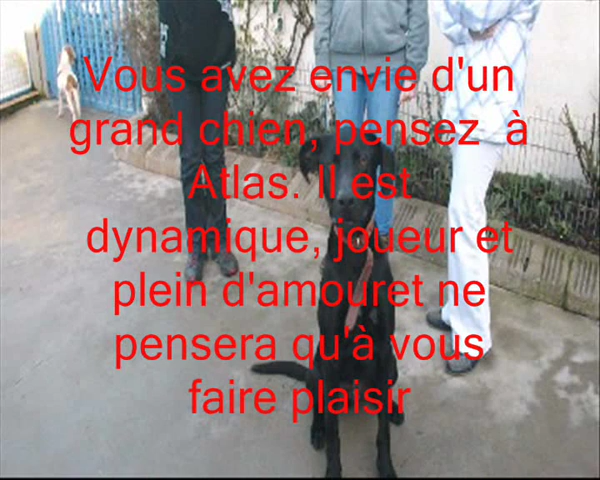 Vous avez envie d'un
grand chien, pensez à
Atlas. Il est
dynamique, joueur et
plein d'amouret ne
pensera qu'à vous
faire plaisir